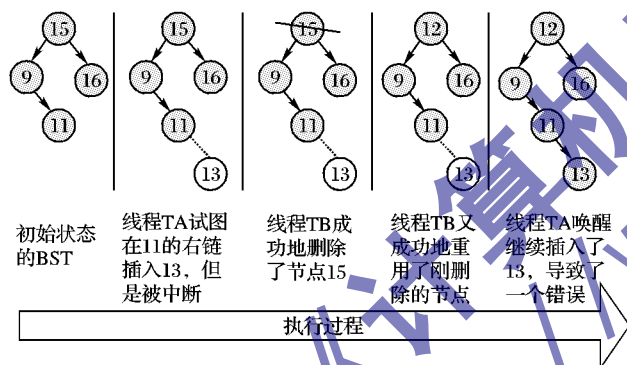 15 15 15 12 12
9 16 9 16 9 16 9 16 9 16
11 11 11 11 11
13 13 13 13
初始状态
的BST
线程TA试图
在11的右链
插入13，但
是被中断
线程TB成
功地删除
了节点15
线程TB又
成功地重
用了刚删
除的节点
线程TA唤醒
继续插入了
13，导致了
一个错误
执行过程
《计算机